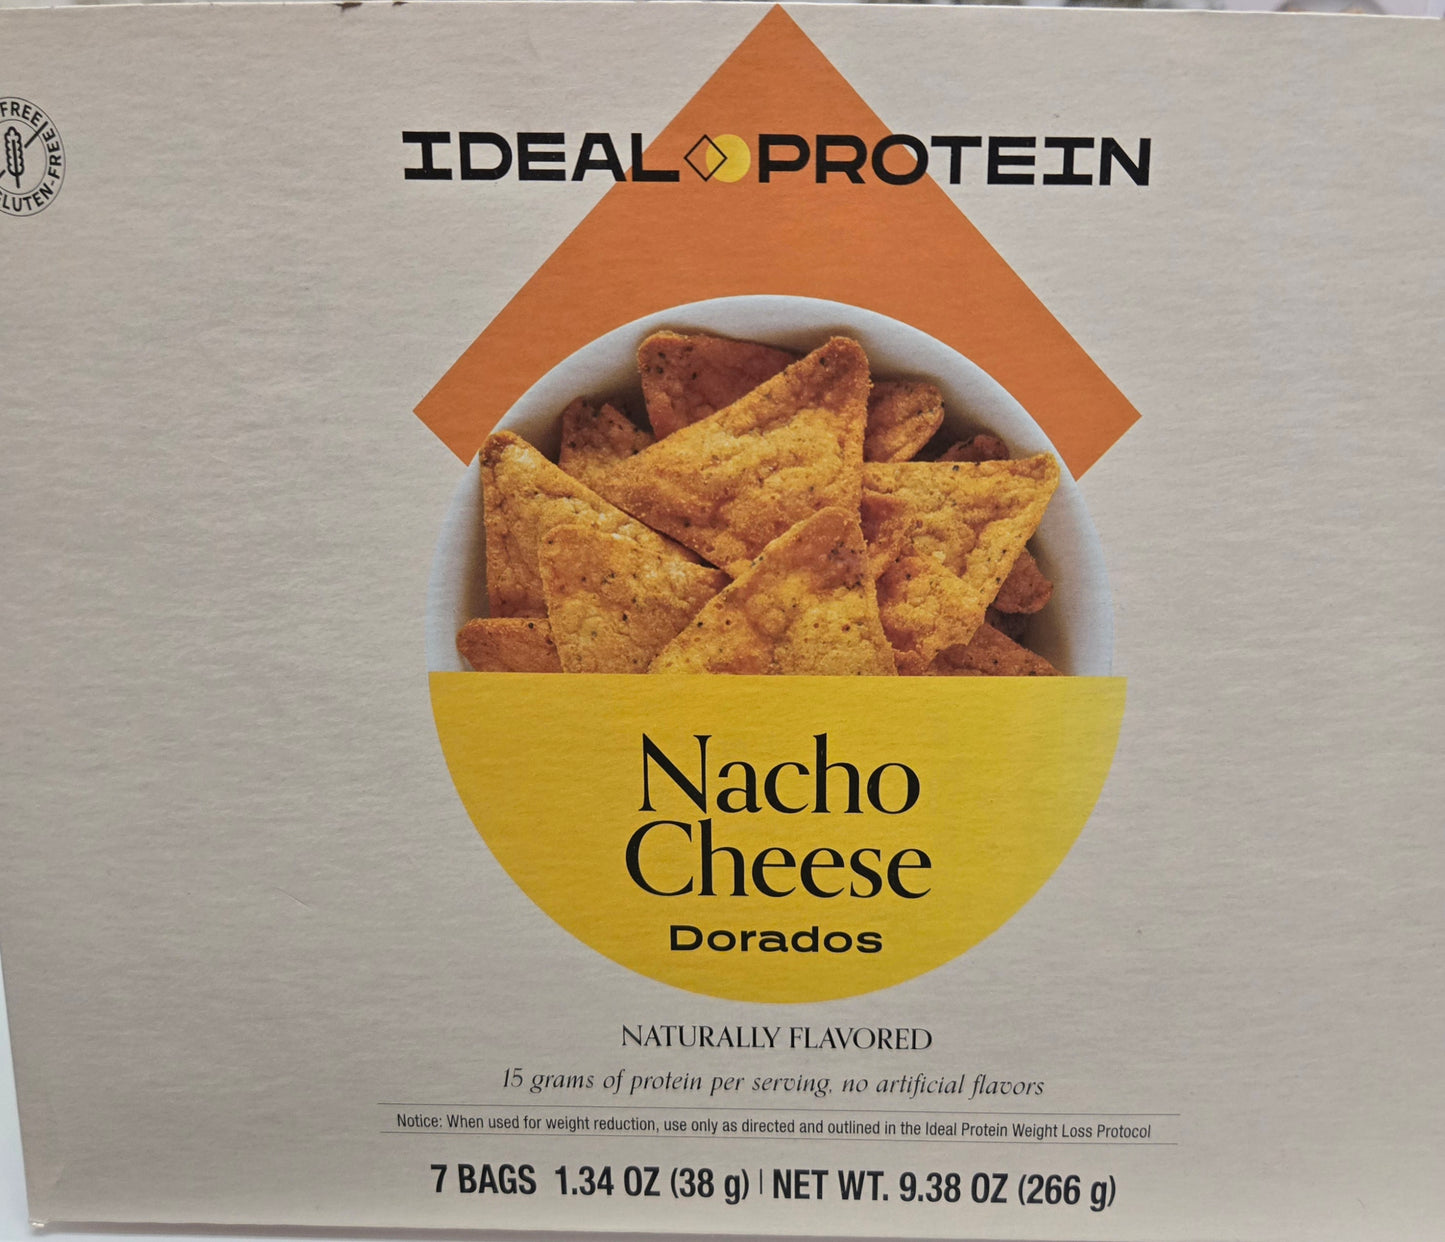 FREE
GLUTEN-FREE
IDEAL PROTEIN
Nacho
Cheese
Dorados
NATURALLY FLAVORED
15 grams of protein per serving, no artificial flavors
Notice: When used for weight reduction, use only as directed and outlined in the Ideal Protein Weight Loss Protocol
7 BAGS 1.34 OZ (38 g) | NET WT. 9.38 OZ (266 g)